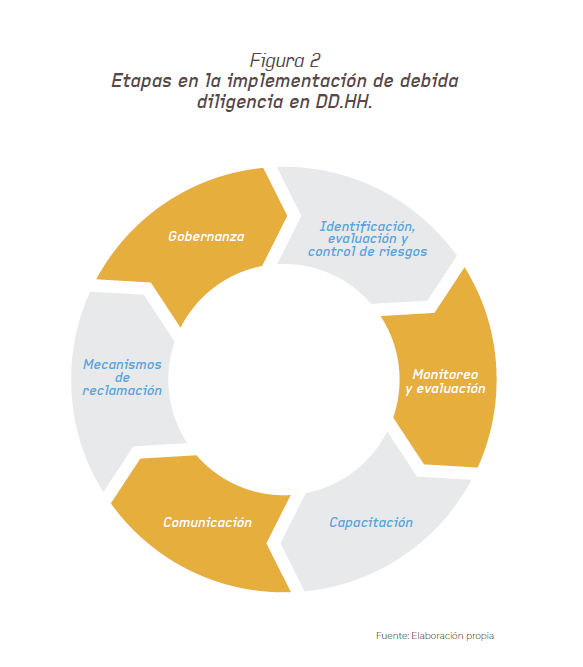 Figura 2
Etapas en la implementación de debida
diligencia en DD.HH.
Gobernanza
Identificación,
evaluación y
control de riesgos
Monitoreo
y evaluación
Capacitación
Comunicación
Mecanismos
de
reclamación
Fuente: Elaboración propia